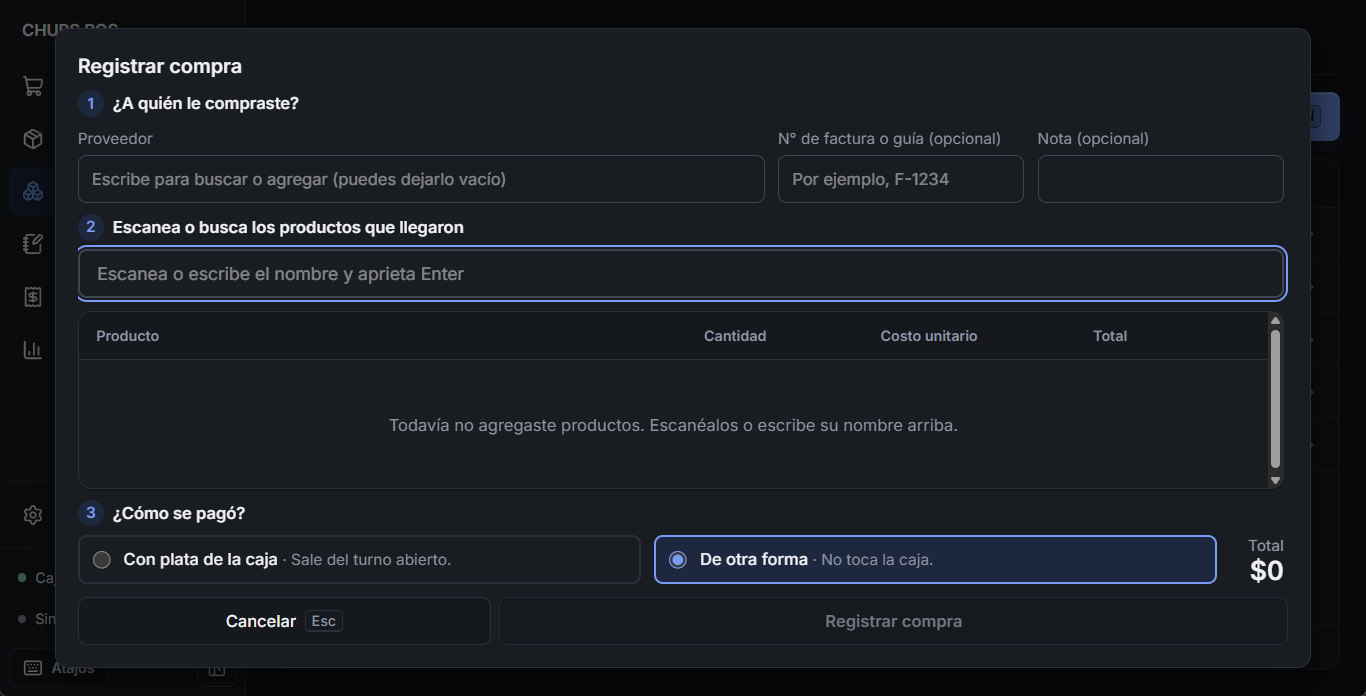 CHURS POS
Registrar compra
1 ¿A quién le compraste?
Proveedor
N° de factura o guía (opcional)
Nota (opcional)
Escribe para buscar o agregar (puedes dejarlo vacío)
Por ejemplo, F-1234
2 Escanea o busca los productos que llegaron
Escanea o escribe el nombre y aprieta Enter
Producto Cantidad Costo unitario Total
Todavía no agregaste productos. Escanéalos o escribe su nombre arriba.
3 ¿Cómo se pagó?
Con plata de la caja · Sale del turno abierto.
De otra forma · No toca la caja.
Total
$0
Cancelar Esc
Registrar compra
Atajos